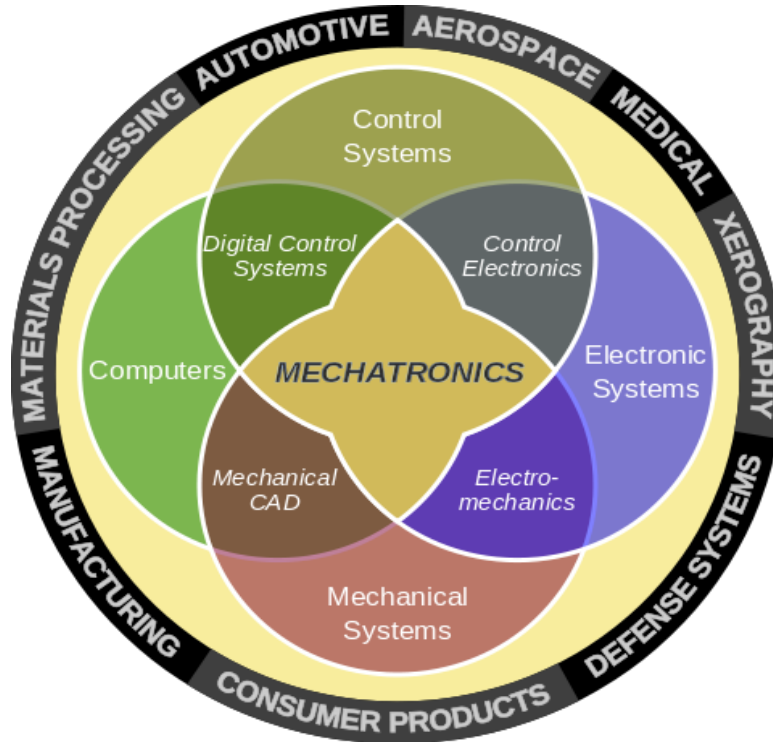 AUTOMOTIVE
AEROSPACE
MEDICAL
XEROGRAPHY
DEFENSE SYSTEMS
CONSUMER PRODUCTS
MANUFACTURING
MATERIALS PROCESSING
Control
Systems
Digital Control
Systems
Control
Electronics
Computers
MECHATRONICS
Electronic
Systems
Mechanical
CAD
Electro-
mechanics
Mechanical
Systems